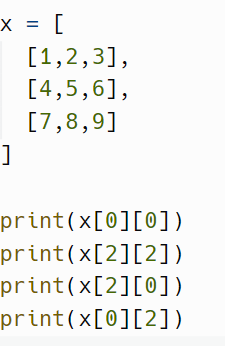 x = [
  [1,2,3],
  [4,5,6],
  [7,8,9]
]

print(x[0][0])
print(x[2][2])
print(x[2][0])
print(x[0][2])